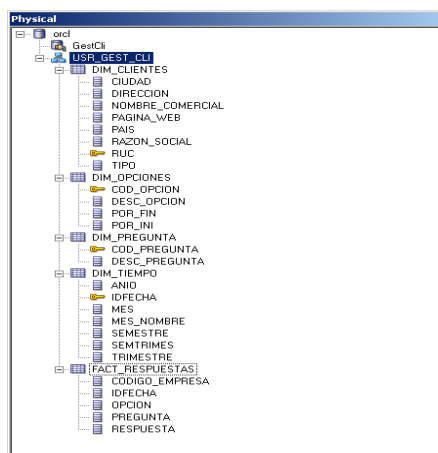 Physical
orcl
GestCli
USR_GEST_CLI
DIM_CLIENTES
CIUDAD
DIRECCION
NOMBRE_COMERCIAL
PAGINA_WEB
PAIS
RAZON_SOCIAL
RUC
TIPO
DIM_OPCIONES
COD_OPCION
DESC_OPCION
POR_FIN
POR_INI
DIM_PREGUNTA
COD_PREGUNTA
DESC_PREGUNTA
DIM_TIEMPO
ANIO
IDFECHA
MES
MES_NOMBRE
SEMESTRE
SEMTRIMES
TRIMESTRE
FACT_RESPUESTAS
CODIGO_EMPRESA
IDFECHA
OPCION
PREGUNTA
RESPUESTA